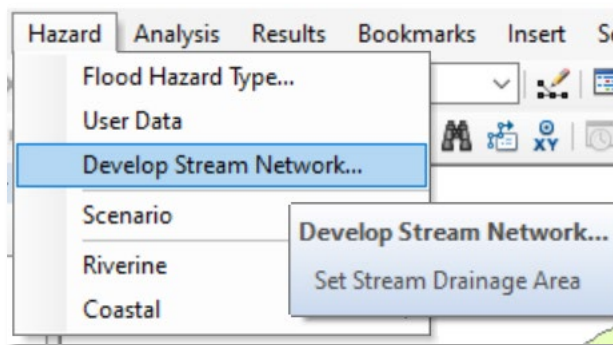 Hazard Analysis Results Bookmarks Insert
Flood Hazard Type...
User Data
Develop Stream Network...
XY
Scenario
Develop Stream Network...
Riverine
Set Stream Drainage Area
Coastal